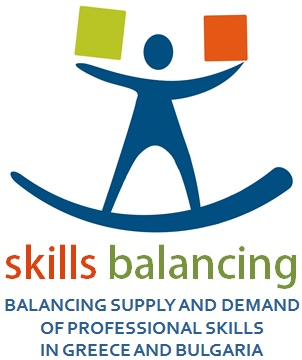 skills balancing
BALANCING SUPPLY AND DEMAND
OF PROFESSIONAL SKILLS
IN GREECE AND BULGARIA